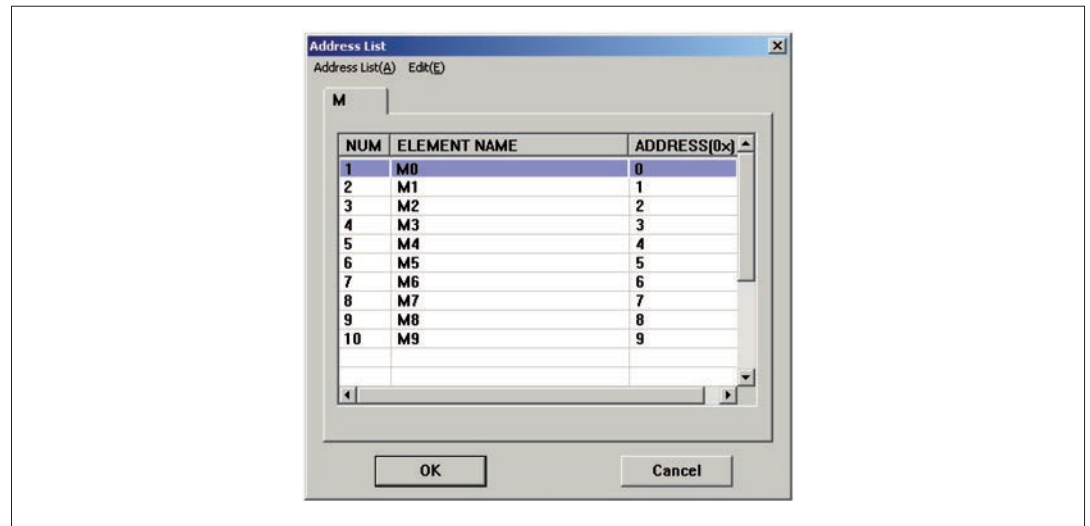 Address List
Address List(A) Edit(E)
M
NUM ELEMENT NAME ADDRESS(0x)
1 M0 0
2 M1 1
3 M2 2
4 M3 3
5 M4 4
6 M5 5
7 M6 6
8 M7 7
9 M8 8
10 M9 9
OK Cancel